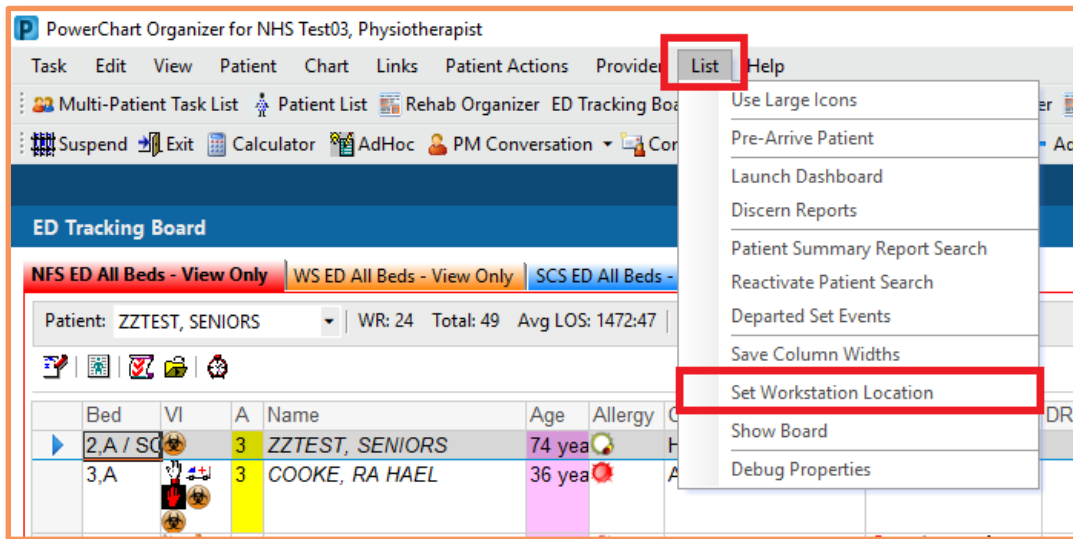 P PowerChart Organizer for NHS Test03, Physiotherapist
Task Edit View Patient Chart Links Patient Actions Provider List Help
Multi-Patient Task List Patient List Rehab Organizer ED Tracking Boa er
Suspend Exit Calculator AdHoc PM Conversation Cor Ad
Use Large Icons
Pre-Arrive Patient
Launch Dashboard
Discern Reports
Patient Summary Report Search
Reactivate Patient Search
Departed Set Events
Save Column Widths
Set Workstation Location
Show Board
Debug Properties
ED Tracking Board
NFS ED All Beds - View Only WS ED All Beds - View Only SCS ED All Beds -
Patient: ZZTEST, SENIORS WR: 24 Total: 49 Avg LOS: 1472:47
Bed VI A Name Age Allergy C DR
2,A / SC 3 ZZTEST, SENIORS 74 yea H
3,A 3 COOKE, RA HAEL 36 yea A